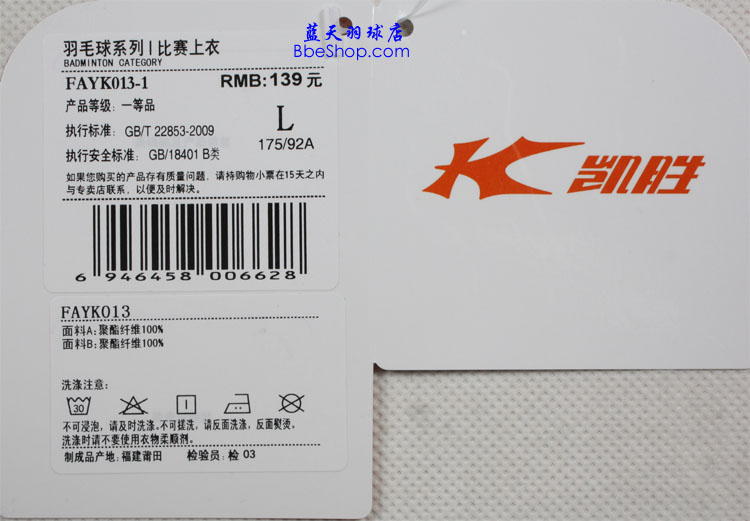 蓝天羽球店
BbeShop.com
羽毛球系列 | 比赛上衣
BADMINTON CATEGORY
FAYK013-1 RMB: 139 元
产品等级: 一等品
L
执行标准: GB/T 22853-2009
175/92A
执行安全标准: GB/18401 B类
如果您购买的产品存有质量问题, 请持购物小票在15天之内
与专卖店联系, 以便及时解决。
6 946458 006628
K 凯胜
FAYK013
面料A: 聚酯纤维100%
面料B: 聚酯纤维100%
洗涤注意:
30
不可浸泡, 请及时洗涤. 不可搓洗, 请反面洗涤, 反面熨烫。
洗涤时请不要使用衣物柔顺剂。
制成品产地: 福建莆田 检验员: 检 03